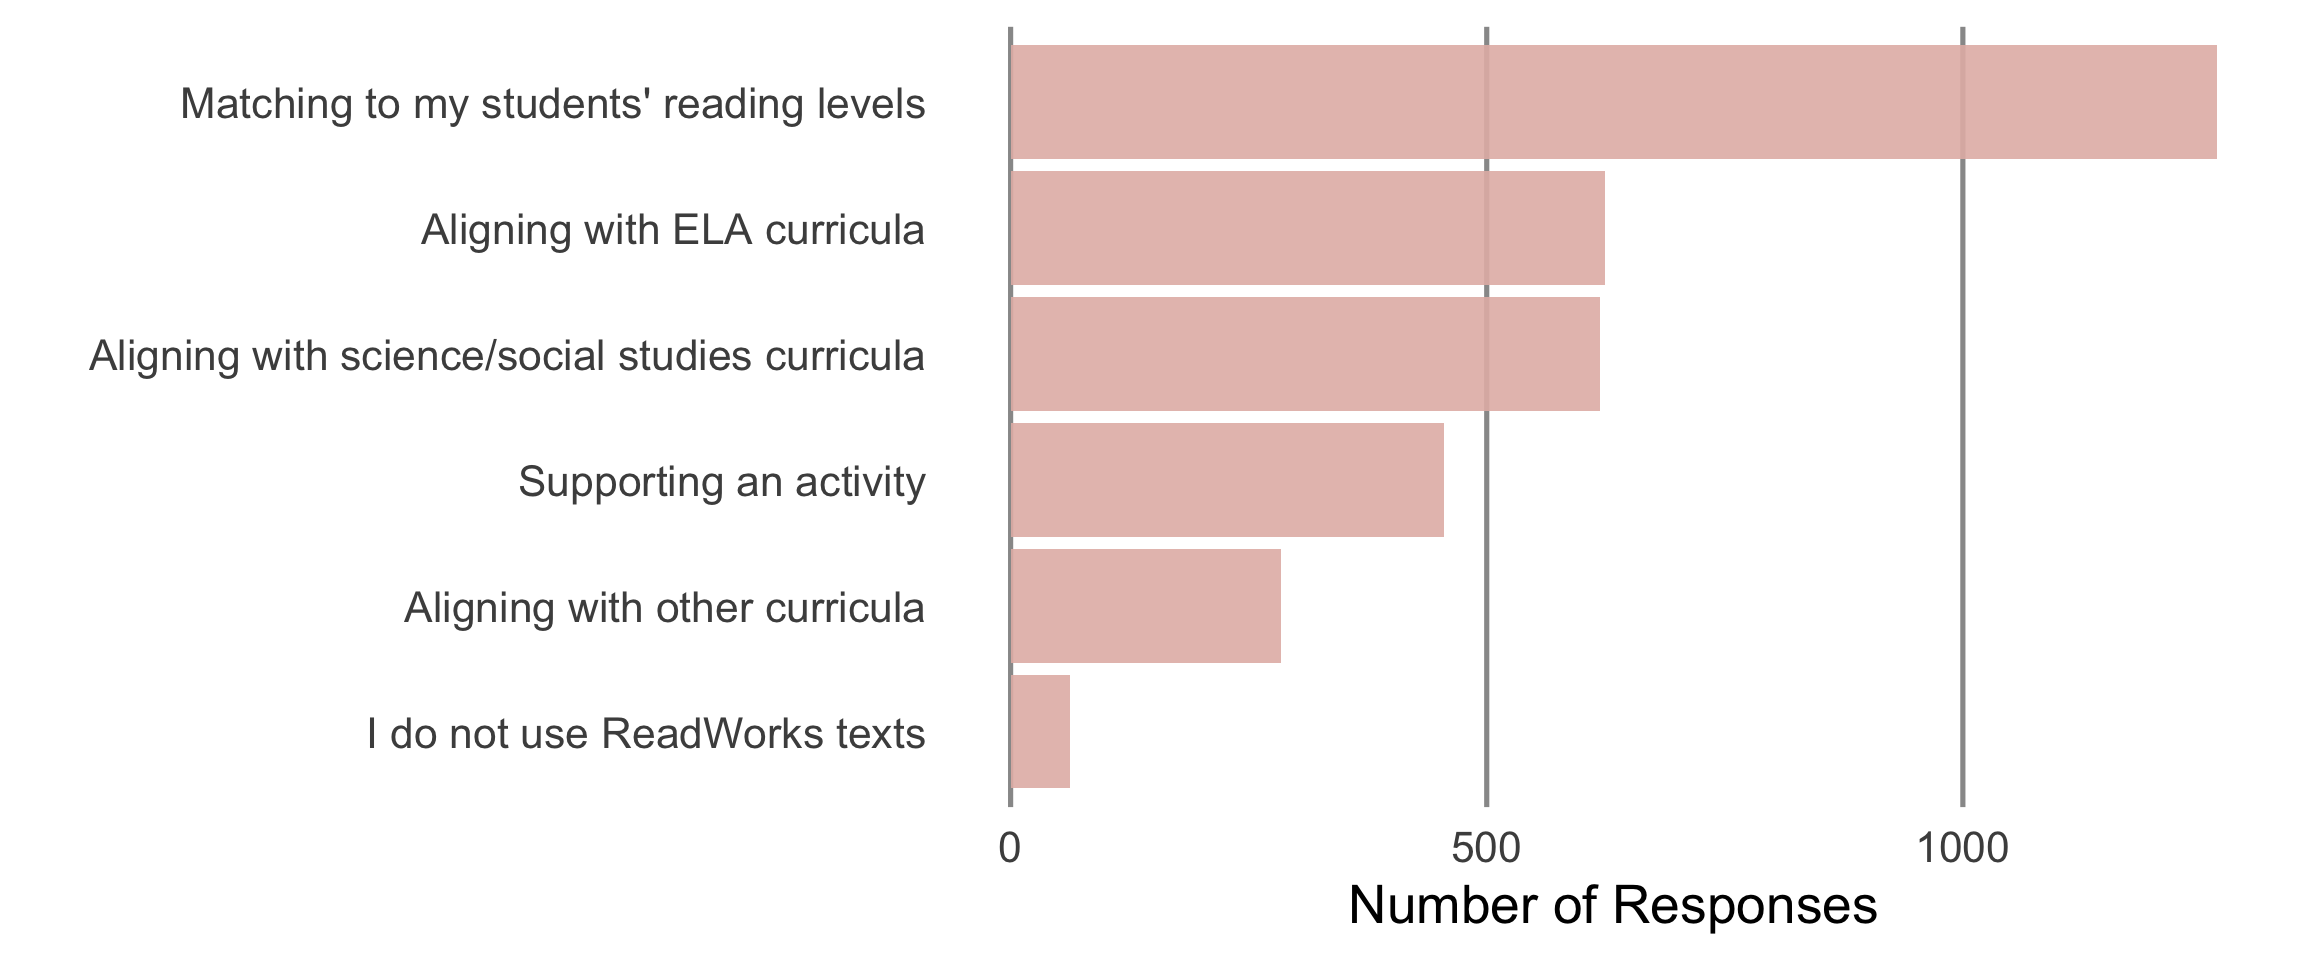 Matching to my students' reading levels
Aligning with ELA curricula
Aligning with science/social studies curricula
Supporting an activity
Aligning with other curricula
I do not use ReadWorks texts
0 500 1000
Number of Responses